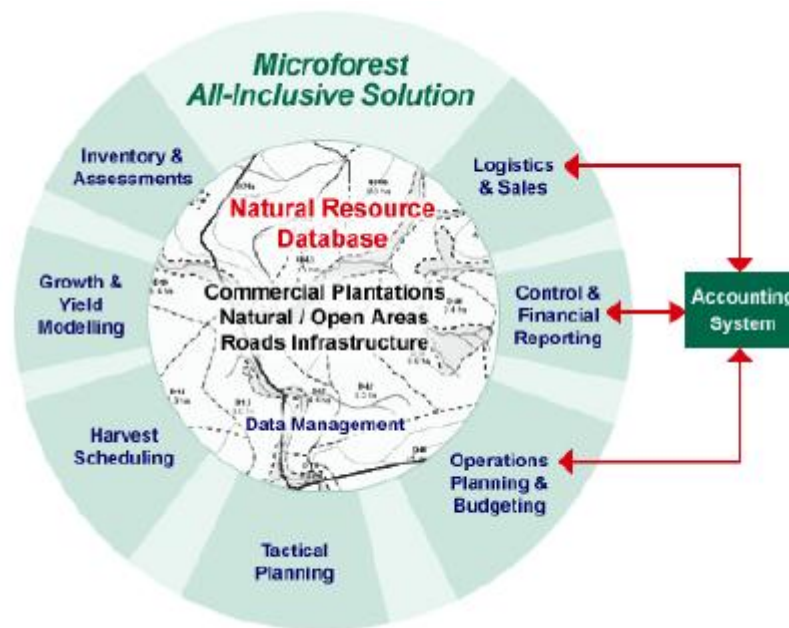 Microforest
All-Inclusive Solution
Inventory &
Assessments
Logistics
& Sales
Natural Resource
Database
Growth &
Yield
Modelling
Commercial Plantations
Natural / Open Areas
Roads Infrastructure
Control &
Financial
Reporting
Accounting
System
Data Management
Harvest
Scheduling
Operations
Planning &
Budgeting
Tactical
Planning